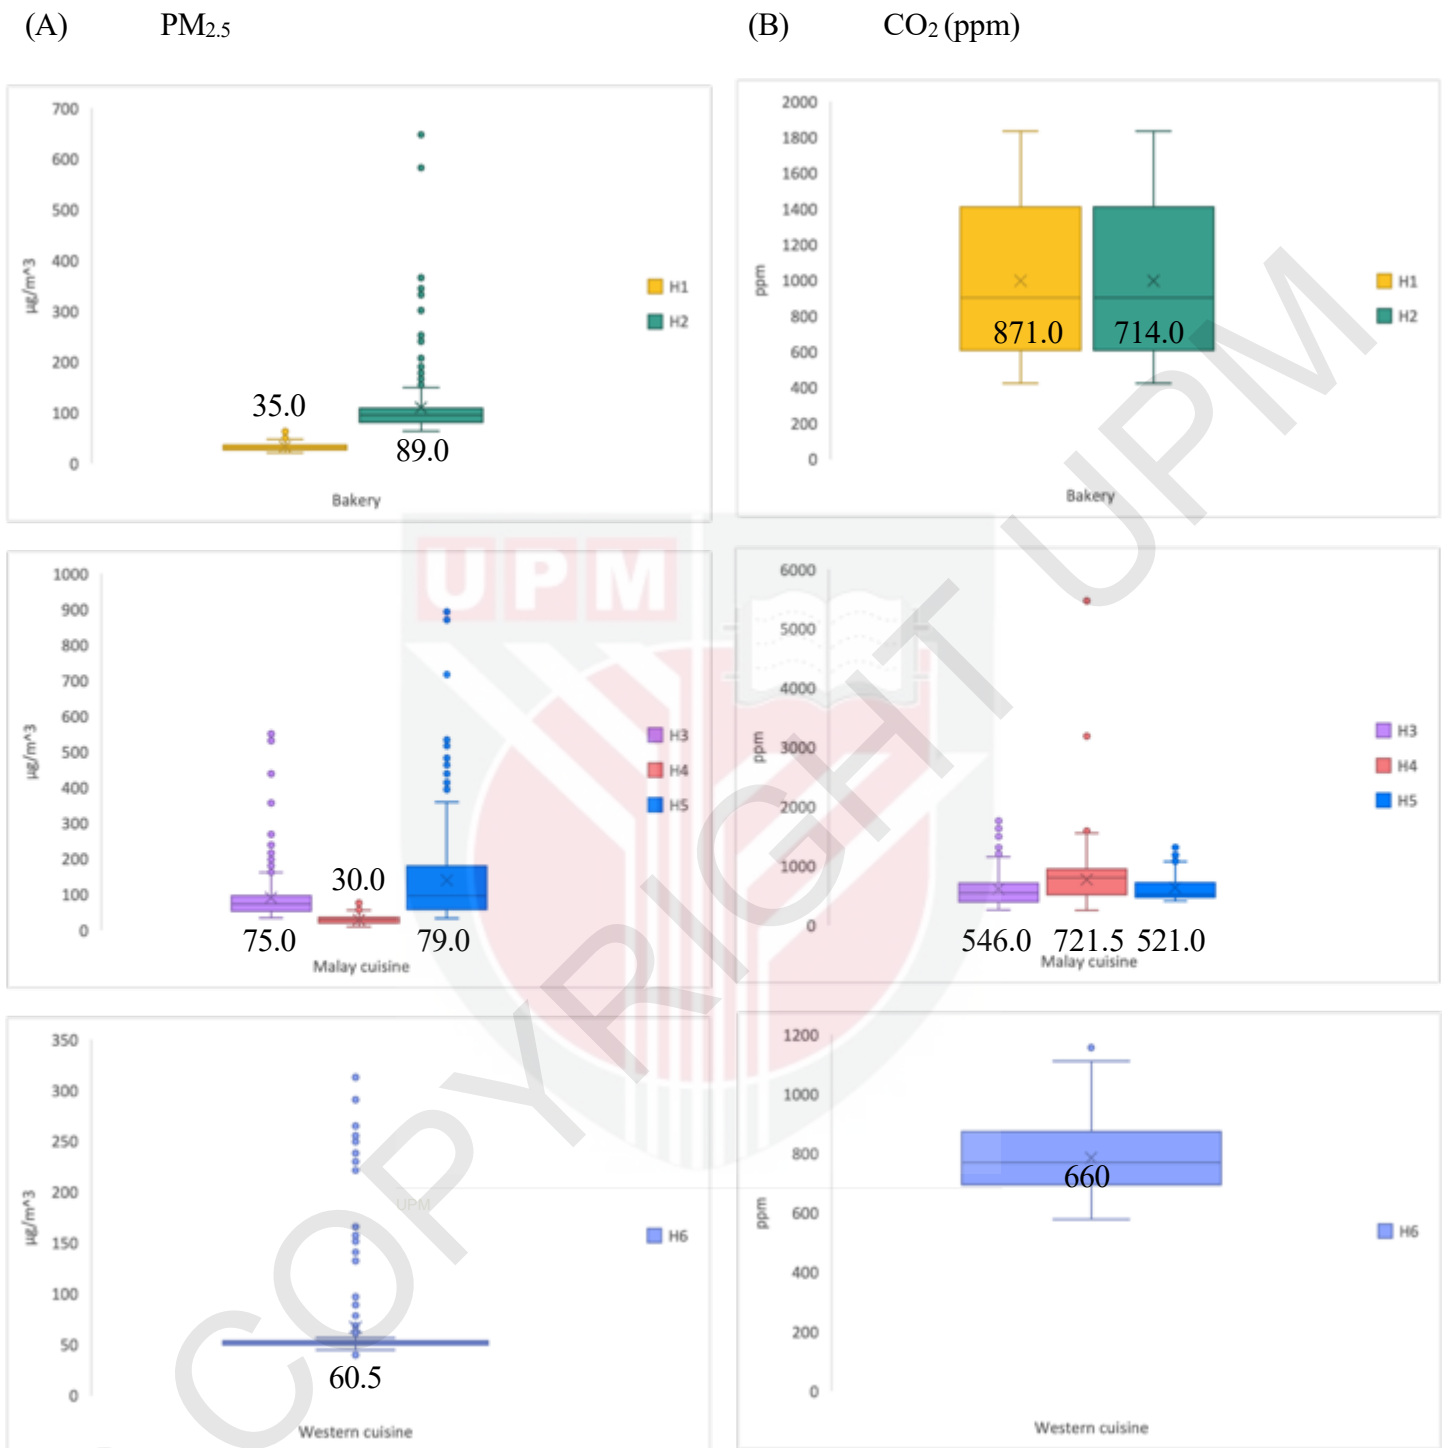 (A) PM2.5
700
600
500
400
300
200
100
0
µg/m^3
35.0
89.0
H1
H2
Bakery
(B) CO2 (ppm)
2000
1800
1600
1400
1200
1000
800
600
400
200
0
ppm
871.0 714.0
H1
H2
Bakery
1000
900
800
700
600
500
400
300
200
100
0
µg/m^3
30.0
75.0 79.0
H3
H4
H5
Malay cuisine
6000
5000
4000
3000
2000
1000
0
ppm
546.0 721.5 521.0
H3
H4
H5
Malay cuisine
350
300
250
200
150
100
50
0
µg/m^3
60.5
H6
Western cuisine
1200
1000
800
600
400
200
0
ppm
660
H6
Western cuisine
UPM
UPM
COPYRIGHT UPM